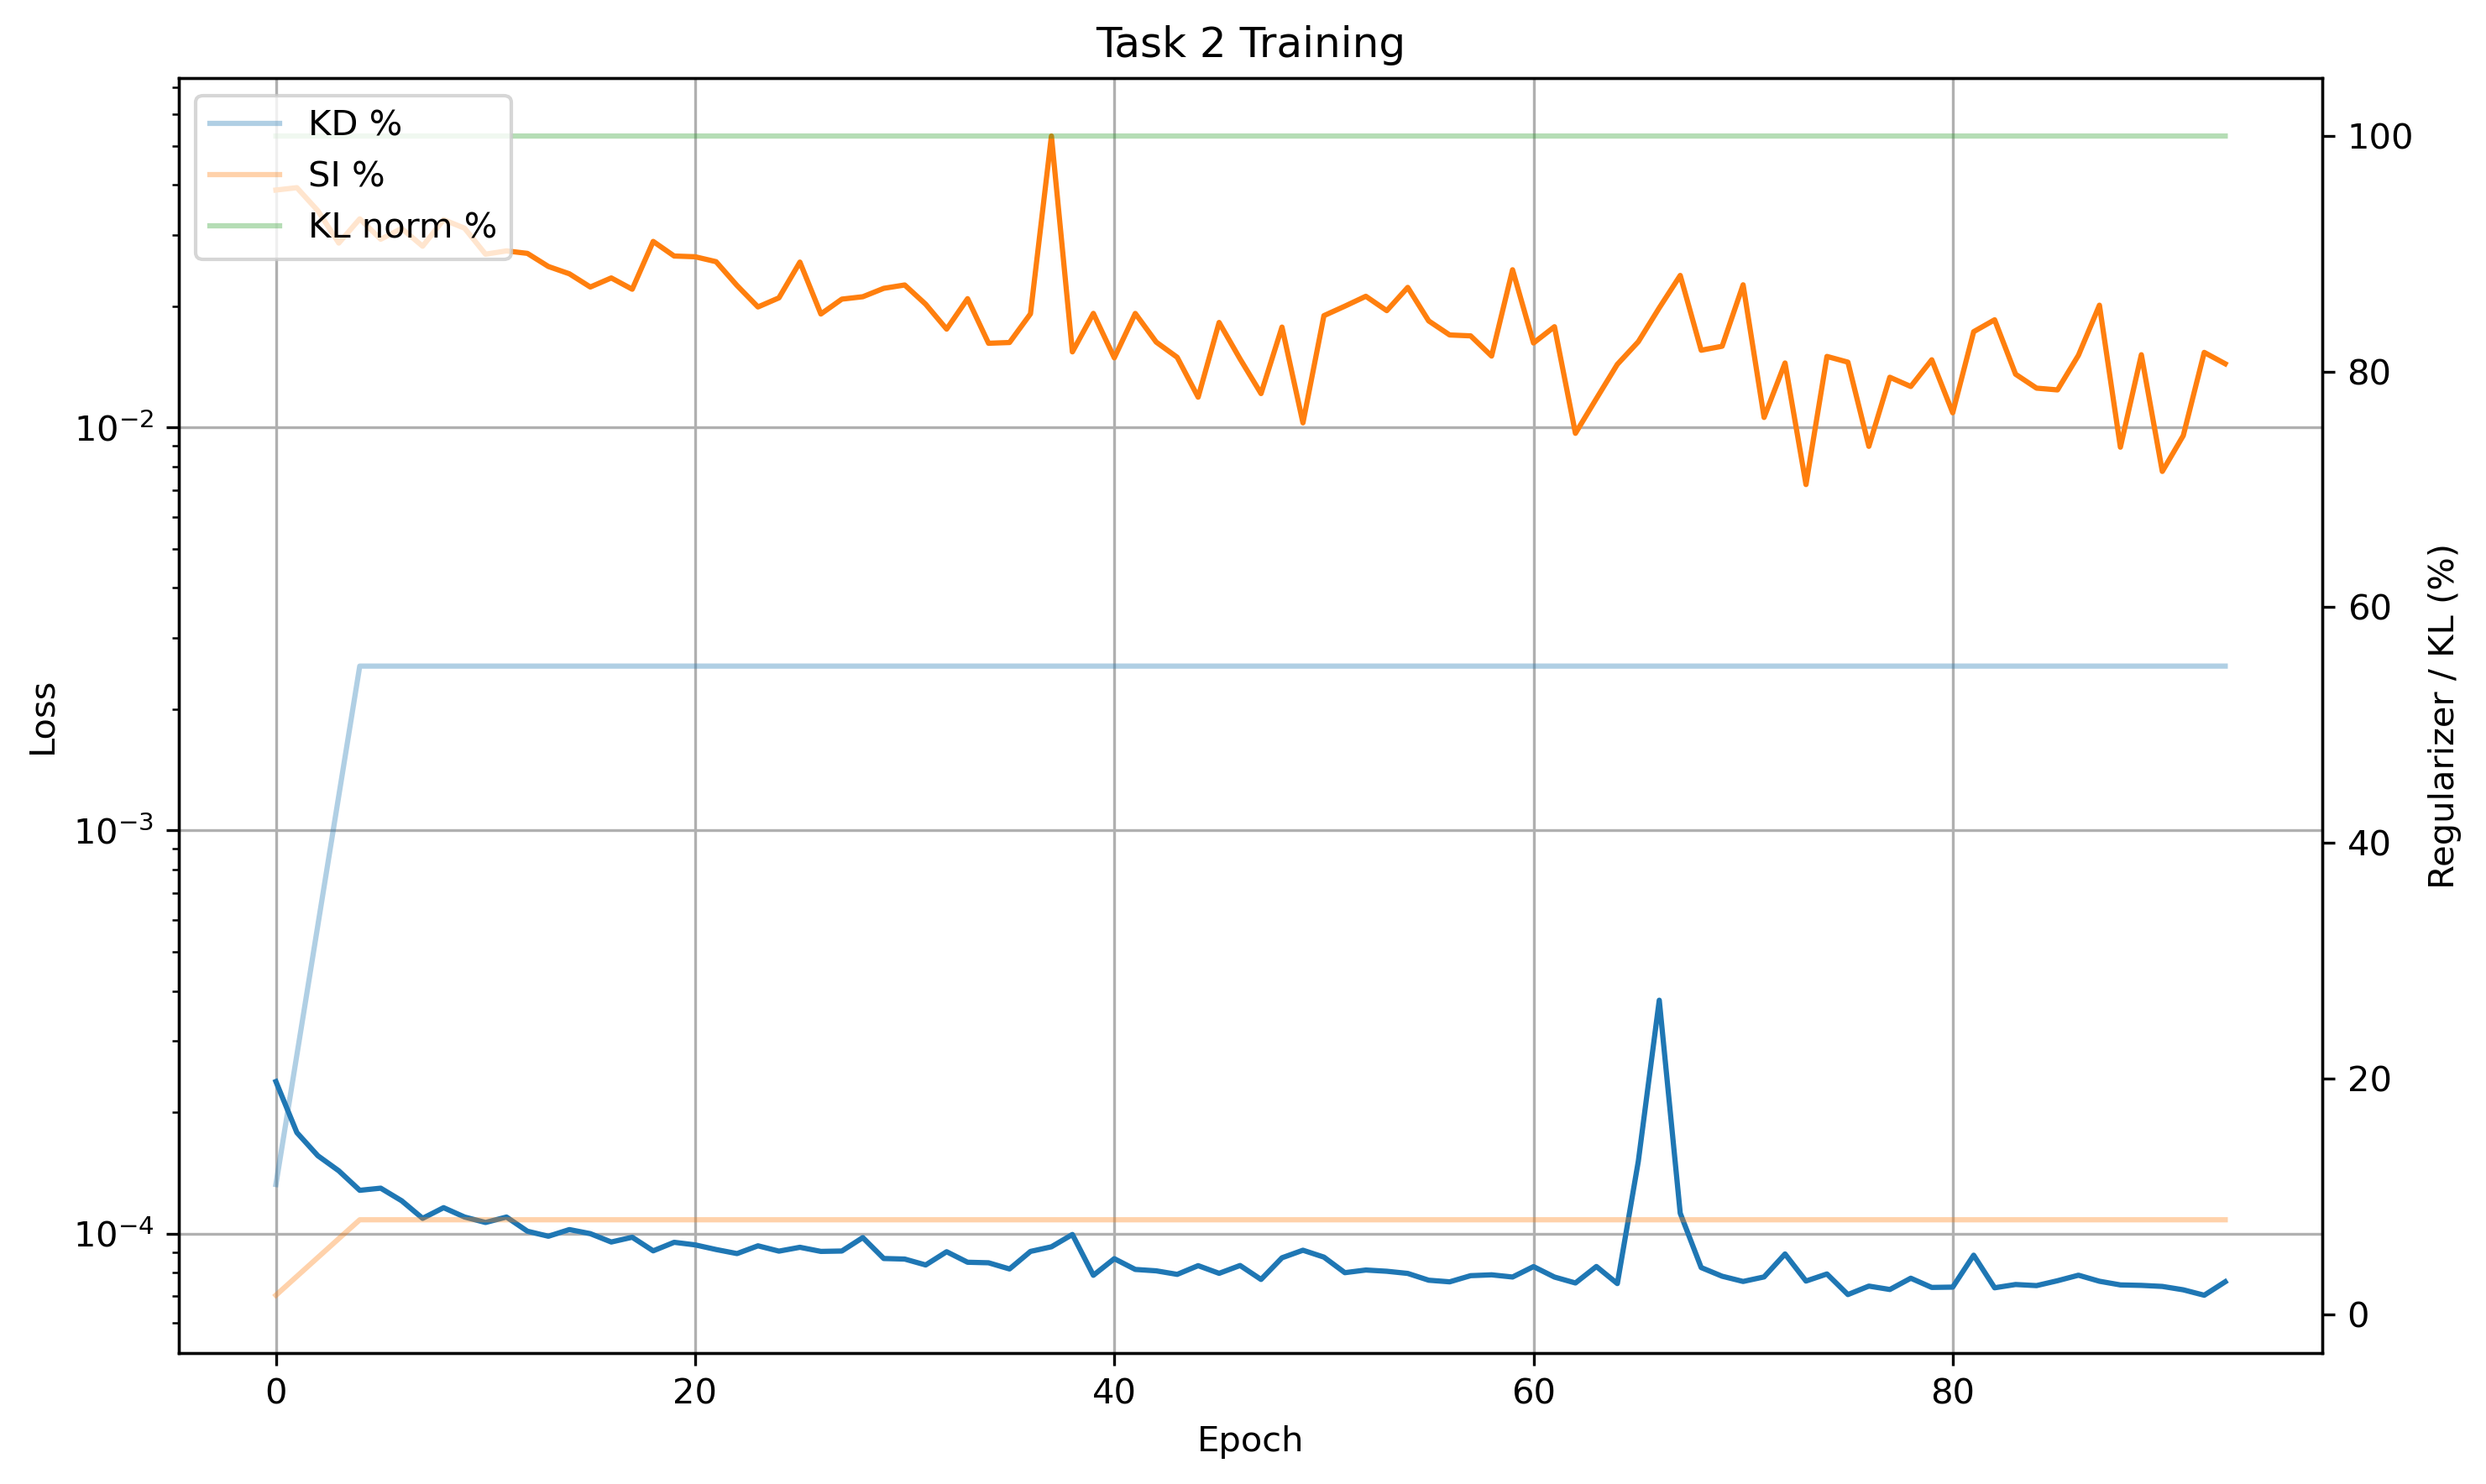 Task 2 Training
KD %
SI %
KL norm %
10⁻²
10⁻³
10⁻⁴
Loss
100
80
60
40
20
0
Regularizer / KL (%)
0 20 40 60 80
Epoch